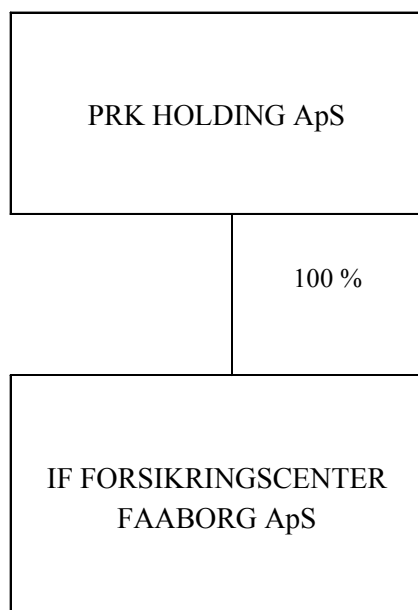 PRK HOLDING ApS
100 %
IF FORSIKRINGSCENTER
FAABORG ApS